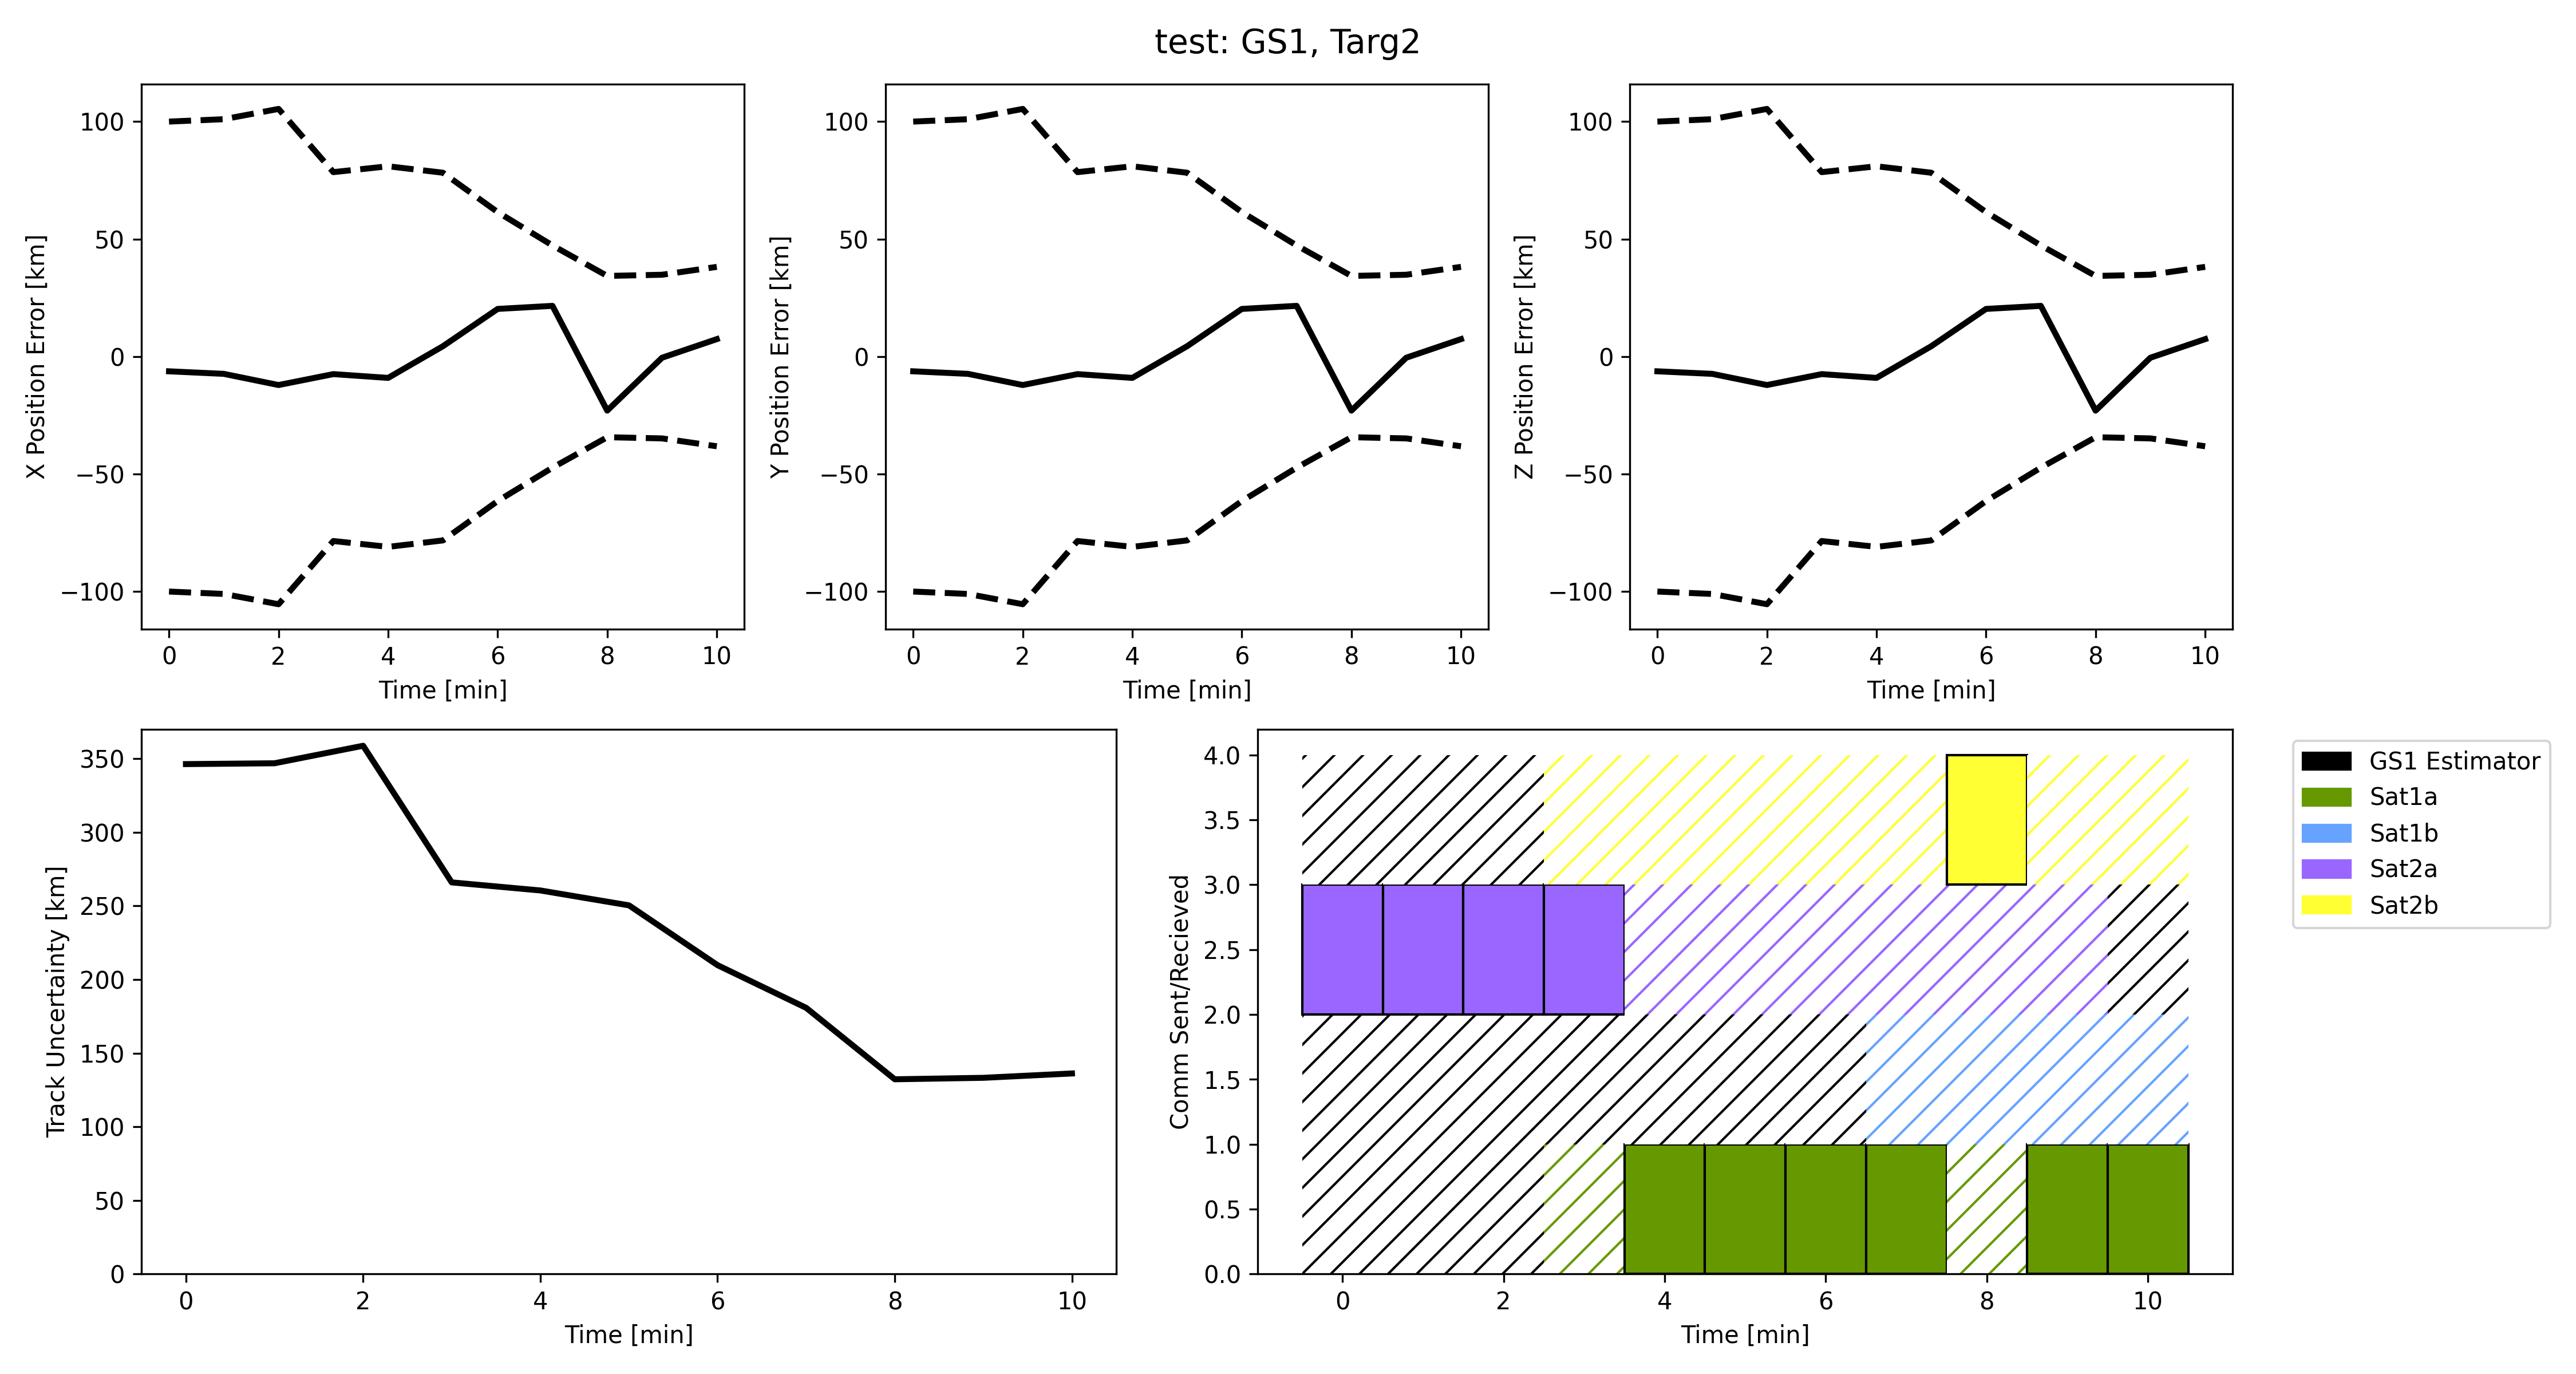 test: GS1, Targ2
100
50
0
−50
−100
X Position Error [km]
0 2 4 6 8 10
Time [min]
100
50
0
−50
−100
Y Position Error [km]
0 2 4 6 8 10
Time [min]
100
50
0
−50
−100
Z Position Error [km]
0 2 4 6 8 10
Time [min]
350
300
250
200
150
100
50
0
Track Uncertainty [km]
0 2 4 6 8 10
Time [min]
4.0
3.5
3.0
2.5
2.0
1.5
1.0
0.5
0.0
Comm Sent/Recieved
0 2 4 6 8 10
Time [min]
GS1 Estimator
Sat1a
Sat1b
Sat2a
Sat2b